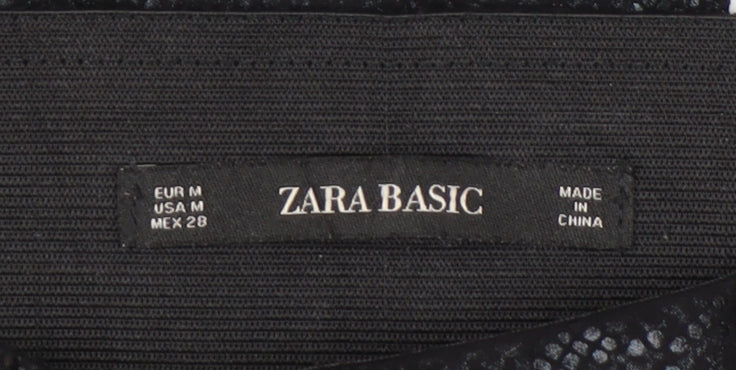 EUR M
USA M
MEX 28
ZARA BASIC
MADE
IN
CHINA